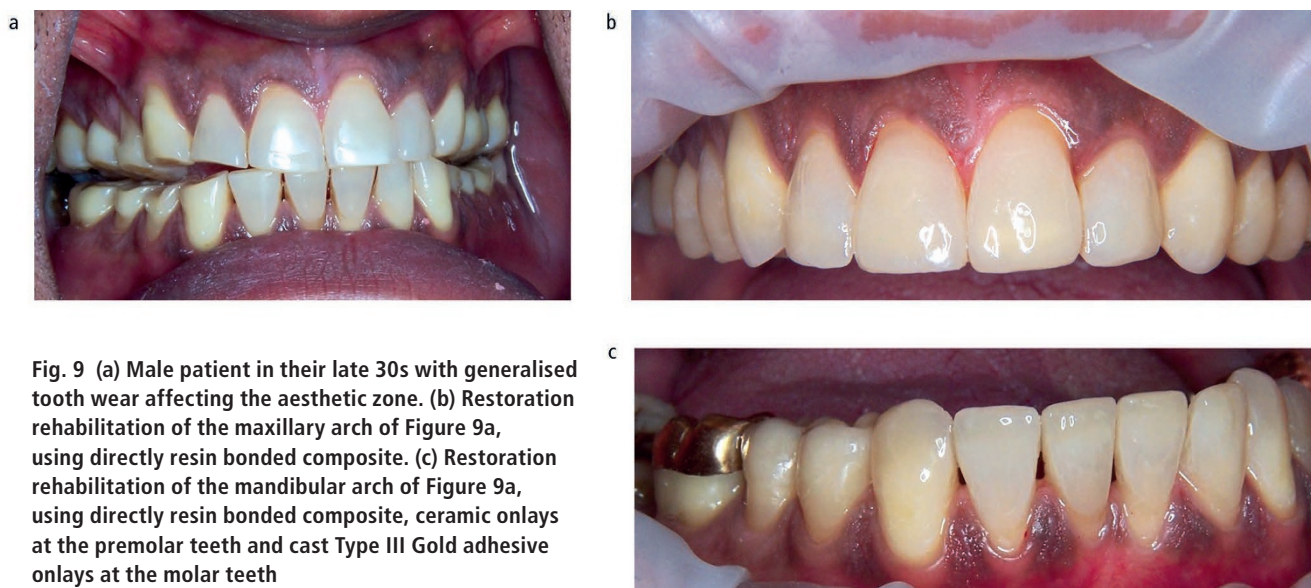 a
b
Fig. 9 (a) Male patient in their late 30s with generalised
tooth wear affecting the aesthetic zone. (b) Restoration
rehabilitation of the maxillary arch of Figure 9a,
using directly resin bonded composite. (c) Restoration
rehabilitation of the mandibular arch of Figure 9a,
using directly resin bonded composite, ceramic onlays
at the premolar teeth and cast Type III Gold adhesive
onlays at the molar teeth
c